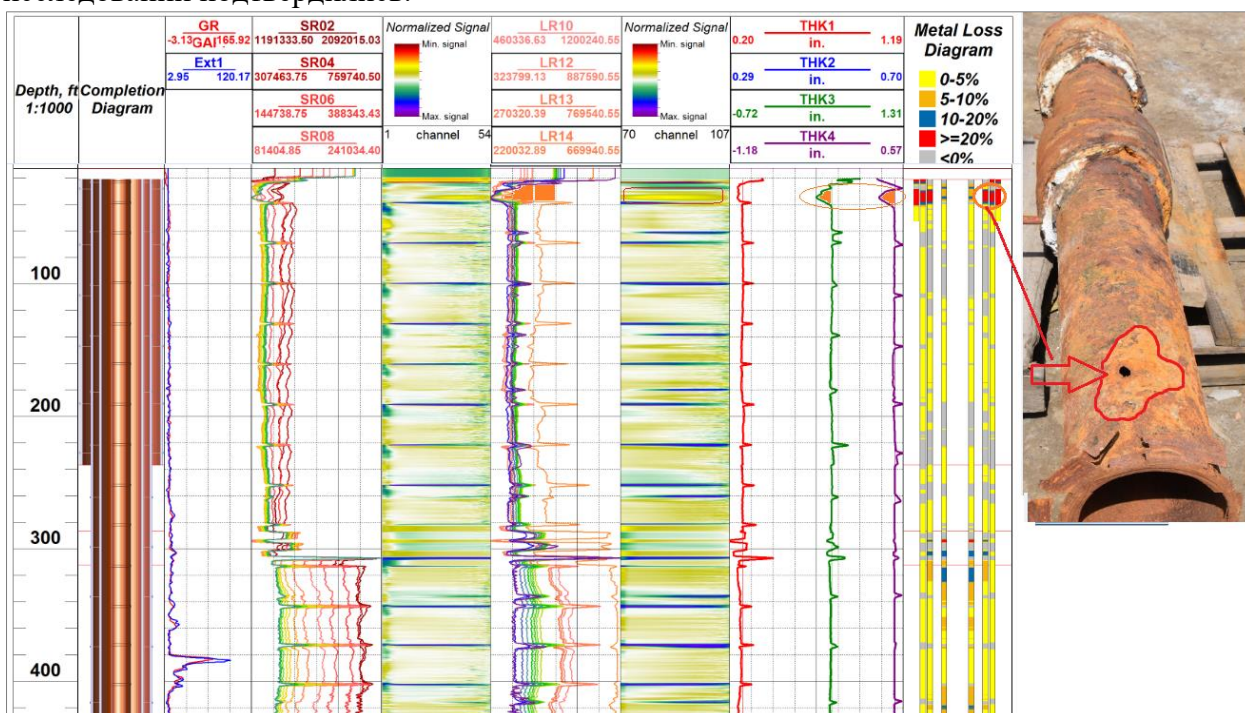 последований подтвердились.
Depth, ft
1:1000
Completion
Diagram
GR
-3.13 GAPI 165.92
Ext1
2.95 120.17
SR02
1191333.50 2092015.03
SR04
307463.75 759740.50
SR06
144738.75 388343.43
SR08
81404.85 241034.40
Normalized Signal
Min. signal
Max. signal
1 channel 54
LR10
460336.63 1200240.55
LR12
323799.13 887590.55
LR13
270320.39 769540.55
LR14
220032.89 669940.55
Normalized Signal
Min. signal
Max. signal
70 channel 107
THK1
0.20 in. 1.19
THK2
0.29 in. 0.70
THK3
-0.72 in. 1.31
THK4
-1.18 in. 0.57
Metal Loss
Diagram
0-5%
5-10%
10-20%
>=20%
<0%
100
200
300
400